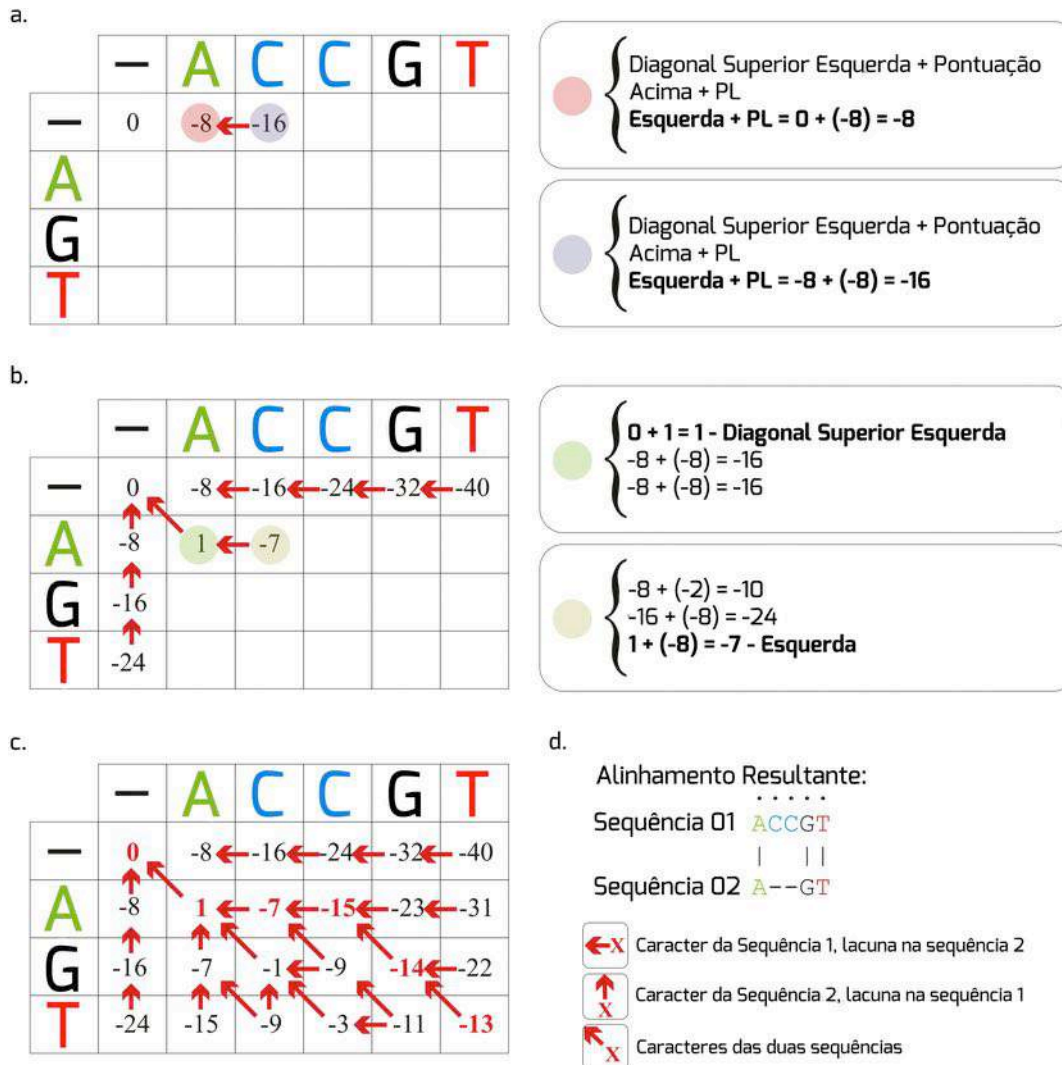 a.
– A C C G T
– 0 -8 -16
A
G
T
Diagonal Superior Esquerda + Pontuação
Acima + PL
Esquerda + PL = 0 + (-8) = -8
Diagonal Superior Esquerda + Pontuação
Acima + PL
Esquerda + PL = -8 + (-8) = -16
b.
– A C C G T
– 0 -8 -16 -24 -32 -40
A -8 1 -7
G -16
T -24
0 + 1 = 1 - Diagonal Superior Esquerda
-8 + (-8) = -16
-8 + (-8) = -16
-8 + (-2) = -10
-16 + (-8) = -24
1 + (-8) = -7 - Esquerda
c.
– A C C G T
– 0 -8 -16 -24 -32 -40
A -8 1 -7 -15 -23 -31
G -16 -7 -1 -9 -14 -22
T -24 -15 -9 -3 -11 -13
d.
Alinhamento Resultante:
Sequência 01 ACCGT
| ||
Sequência 02 A--GT
X Caracter da Sequência 1, lacuna na sequência 2
X Caracter da Sequência 2, lacuna na sequência 1
X Caracteres das duas sequências